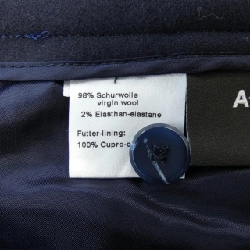 98% Schurwolle
virgin wool
2% Elasthan-elastane
Futter-lining:
100% Cupro-c
A